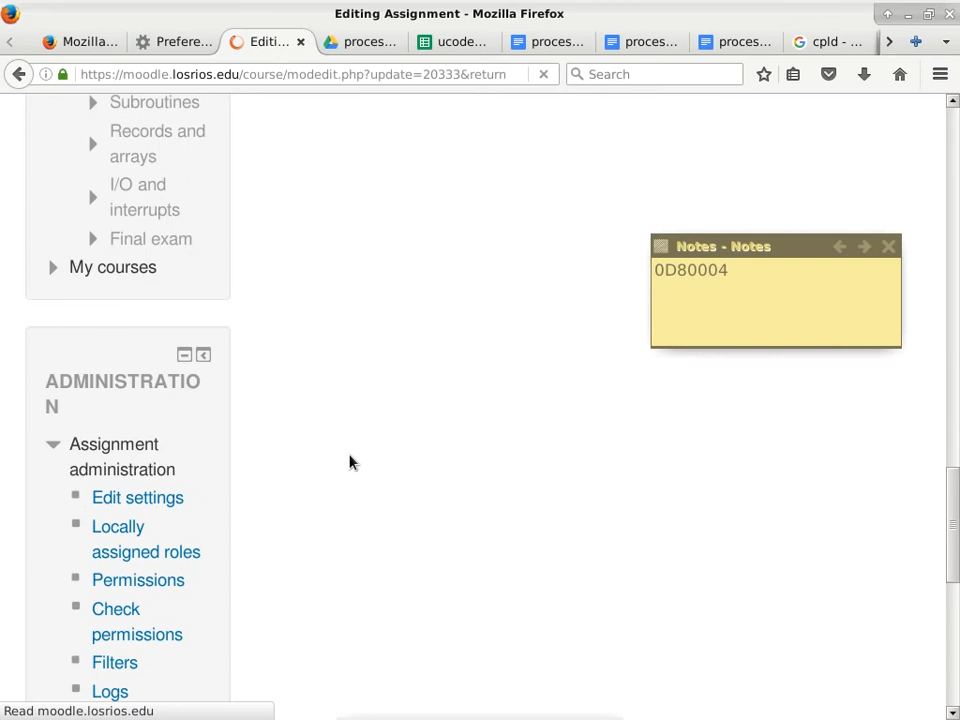 Editing Assignment - Mozilla Firefox
Mozilla...
Prefere...
Editi...
proces...
ucode...
proces...
proces...
proces...
cpld - ...
https://moodle.losrios.edu/course/modedit.php?update=20333&return
Search
Subroutines
Records and
arrays
I/O and
interrupts
Final exam
My courses
Notes - Notes
0D80004
ADMINISTRATIO
N
Assignment
administration
Edit settings
Locally
assigned roles
Permissions
Check
permissions
Filters
Logs
Read moodle.losrios.edu